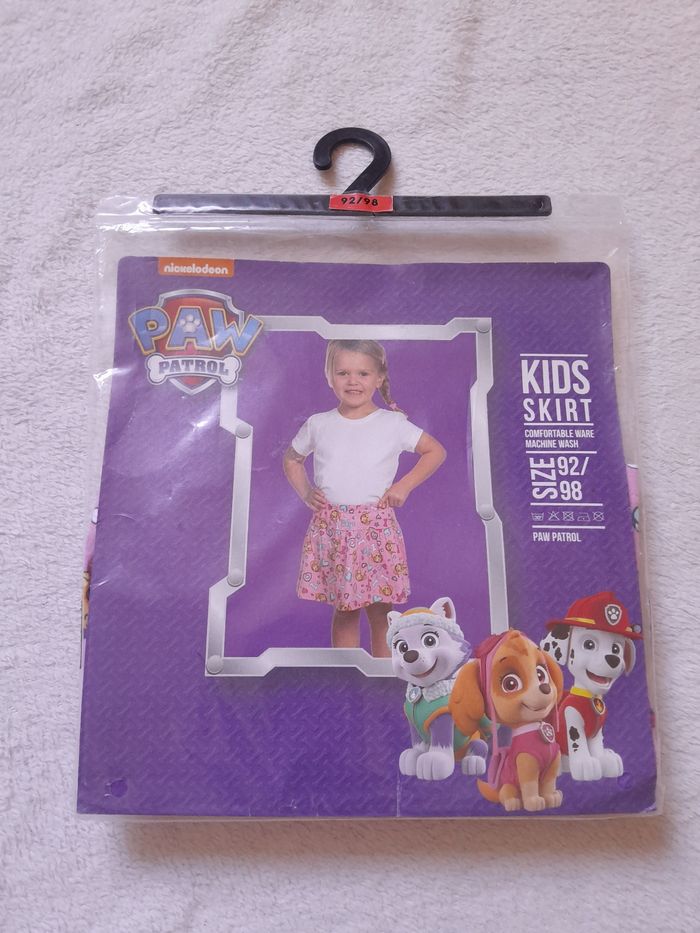 92/98
nickelodeon
PAW
PATROL
KIDS
SKIRT
COMFORTABLE WARE
MACHINE WASH
SIZE 92/
98
PAW PATROL